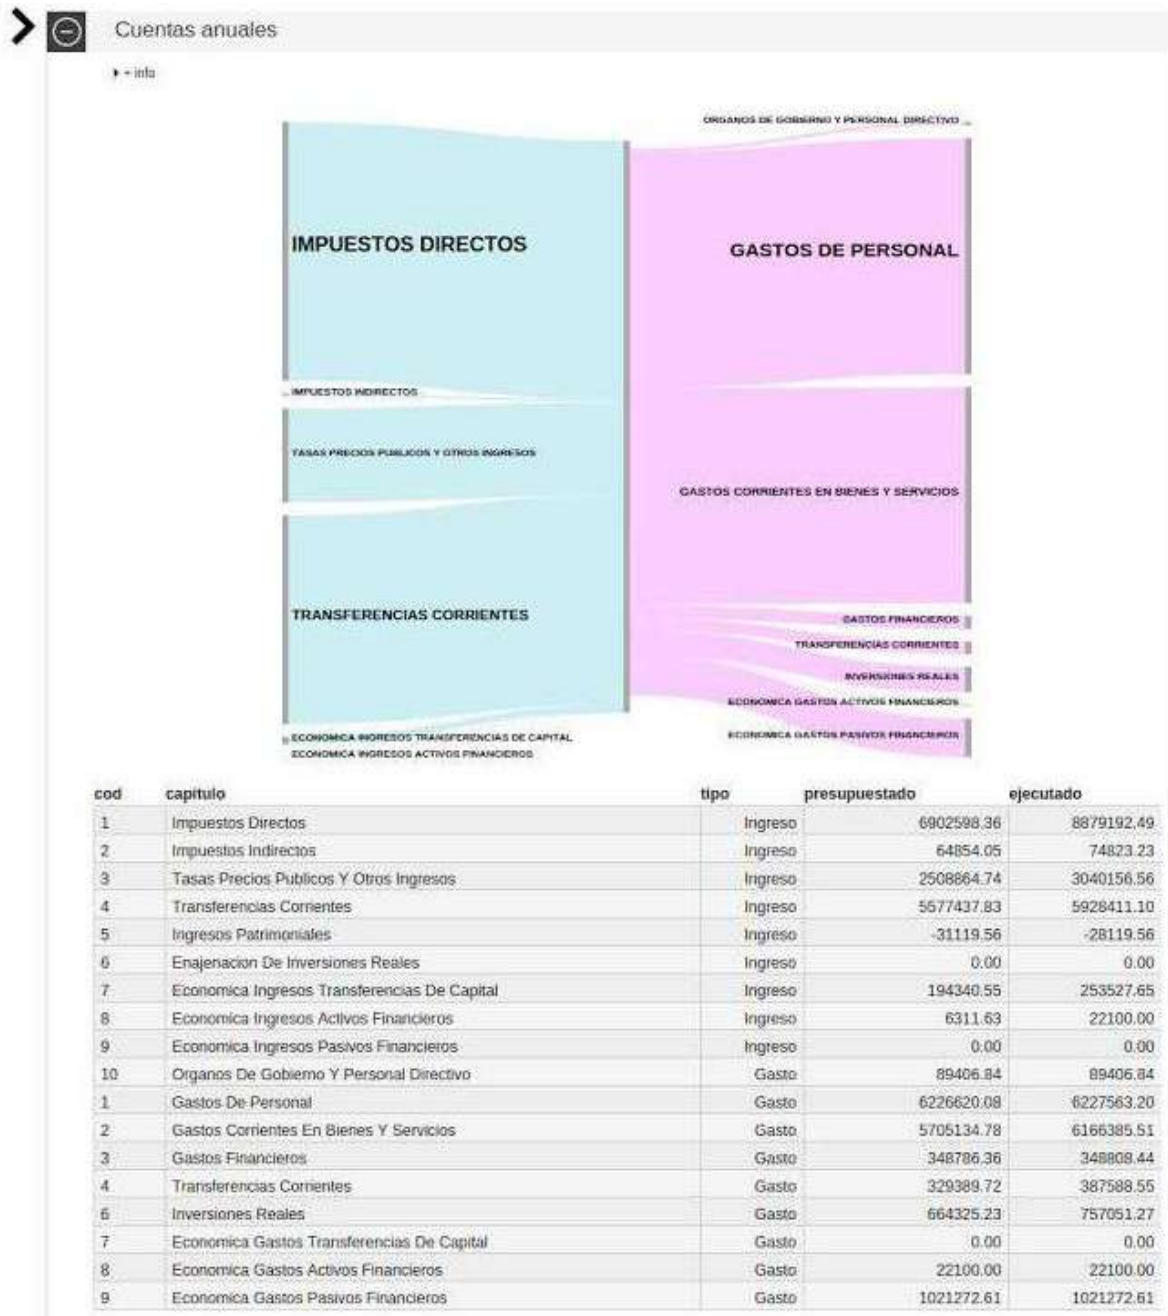 Cuentas anuales
+ info
ORGANOS DE GOBIERNO Y PERSONAL DIRECTIVO
IMPUESTOS DIRECTOS
GASTOS DE PERSONAL
IMPUESTOS INDIRECTOS
TASAS PRECIOS PUBLICOS Y OTROS INGRESOS
GASTOS CORRIENTES EN BIENES Y SERVICIOS
TRANSFERENCIAS CORRIENTES
GASTOS FINANCIEROS
TRANSFERENCIAS CORRIENTES
INVERSIONES REALES
ECONOMICA GASTOS ACTIVOS FINANCIEROS
ECONOMICA INGRESOS TRANSFERENCIAS DE CAPITAL
ECONOMICA GASTOS PASIVOS FINANCIEROS
ECONOMICA INGRESOS ACTIVOS FINANCIEROS
cod capitulo tipo presupuestado ejecutado
1 Impuestos Directos Ingreso 6902598.36 8879192.49
2 Impuestos Indirectos Ingreso 64854.05 74823.23
3 Tasas Precios Publicos Y Otros Ingresos Ingreso 2508864.74 3040156.56
4 Transferencias Corrientes Ingreso 5577437.83 5928411.10
5 Ingresos Patrimoniales Ingreso -31119.56 -28119.56
6 Enajenacion De Inversiones Reales Ingreso 0.00 0.00
7 Economica Ingresos Transferencias De Capital Ingreso 194340.55 253527.65
8 Economica Ingresos Activos Financieros Ingreso 6311.63 22100.00
9 Economica Ingresos Pasivos Financieros Ingreso 0.00 0.00
10 Organos De Gobierno Y Personal Directivo Gasto 89406.84 89406.84
1 Gastos De Personal Gasto 6226620.08 6227563.20
2 Gastos Corrientes En Bienes Y Servicios Gasto 5705134.78 6166385.51
3 Gastos Financieros Gasto 348786.36 348808.44
4 Transferencias Corrientes Gasto 329389.72 387588.55
6 Inversiones Reales Gasto 664325.23 757051.27
7 Economica Gastos Transferencias De Capital Gasto 0.00 0.00
8 Economica Gastos Activos Financieros Gasto 22100.00 22100.00
9 Economica Gastos Pasivos Financieros Gasto 1021272.61 1021272.61